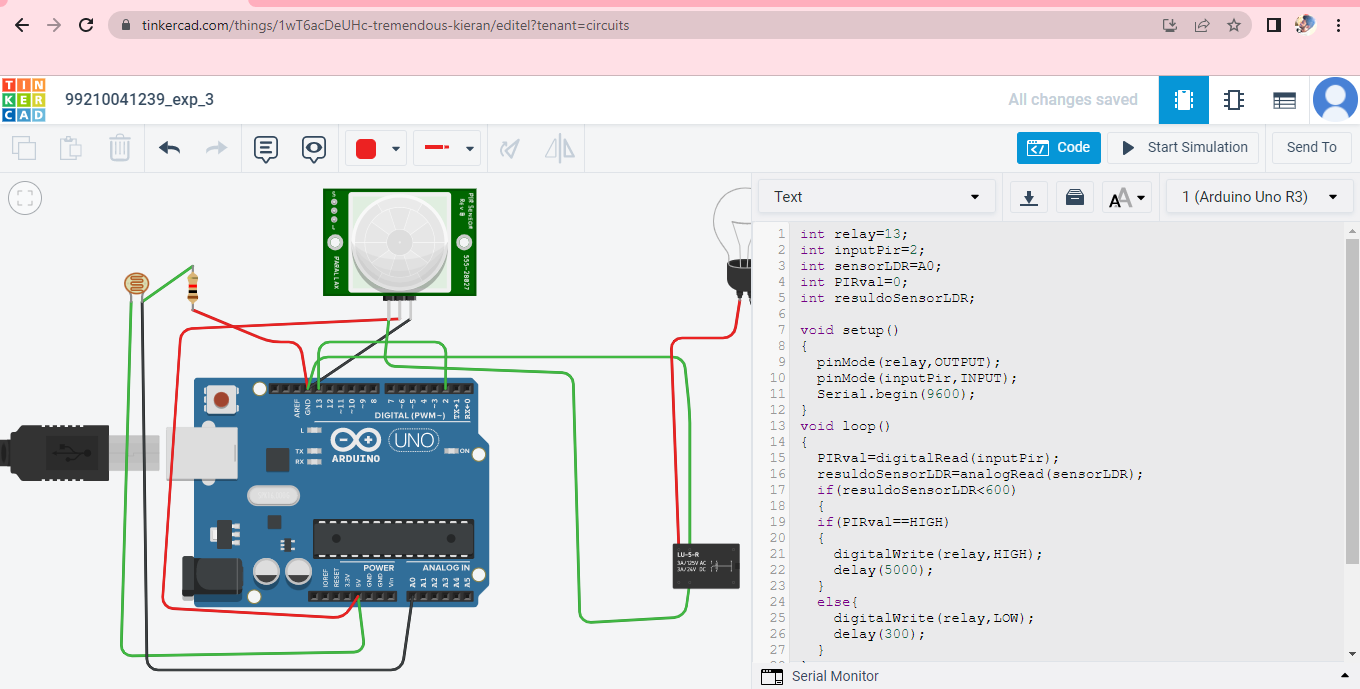 tinkercad.com/things/1wT6acDeUHc-tremendous-kieran/editel?tenant=circuits
TIN
KER
CAD
99210041239_exp_3
All changes saved
Code
Start Simulation
Send To
Text
1 (Arduino Uno R3)
PIR SENSOR
Rev B
PARALLAX
555-28027
AREF
GND
13
12
~11
~10
~9
8
7
~6
~5
4
~3
2
TX→1
RX←0
DIGITAL (PWM~)
L
TX
RX
ARDUINO
UNO
ON
IOREF
RESET
3.3V
5V
GND
GND
Vin
POWER
ANALOG IN
A0
A1
A2
A3
A4
A5
LU-5-R
3A/125V AC
3A/24V DC
1 int relay=13;
2 int inputPir=2;
3 int sensorLDR=A0;
4 int PIRval=0;
5 int resuldoSensorLDR;
6
7 void setup()
8 {
9 pinMode(relay,OUTPUT);
10 pinMode(inputPir,INPUT);
11 Serial.begin(9600);
12 }
13 void loop()
14 {
15 PIRval=digitalRead(inputPir);
16 resuldoSensorLDR=analogRead(sensorLDR);
17 if(resuldoSensorLDR<600)
18 {
19 if(PIRval==HIGH)
20 {
21 digitalWrite(relay,HIGH);
22 delay(5000);
23 }
24 else{
25 digitalWrite(relay,LOW);
26 delay(300);
27 }
Serial Monitor